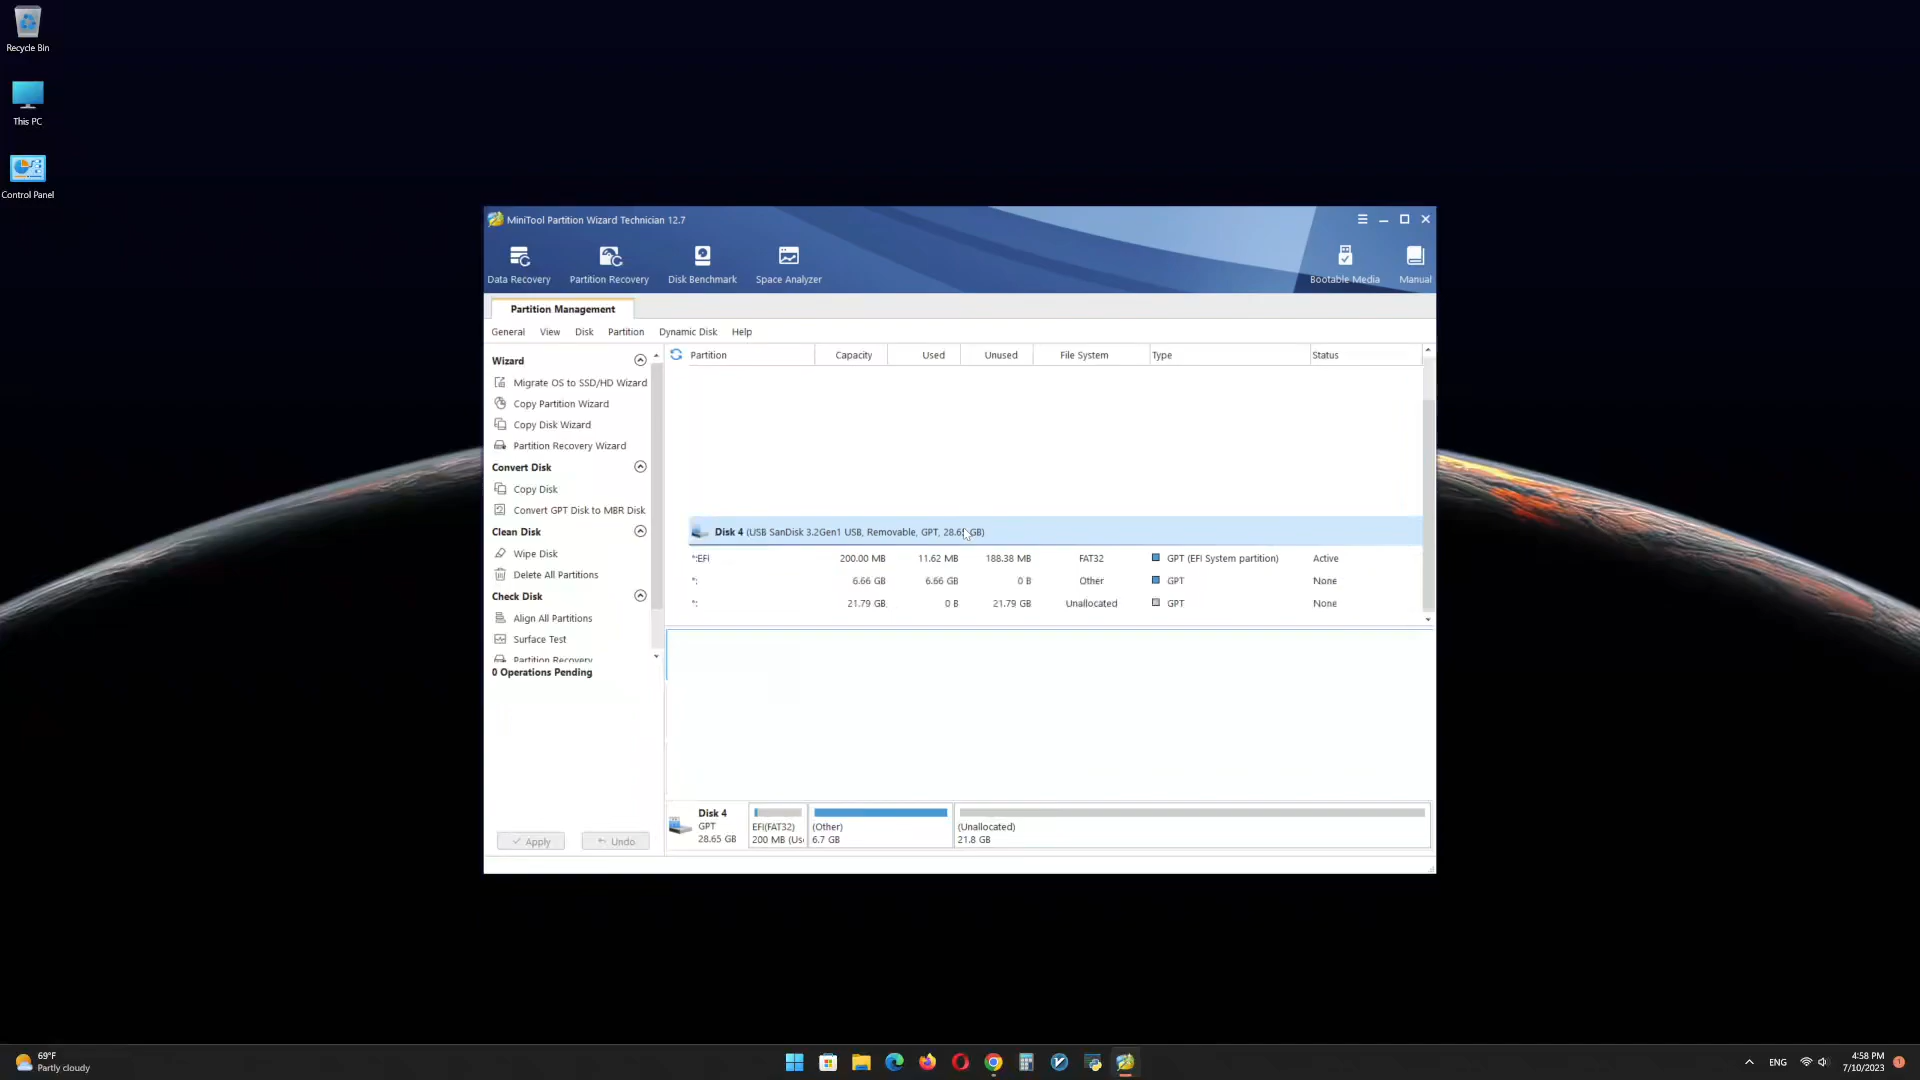 Recycle Bin
This PC
Control Panel
MiniTool Partition Wizard Technician 12.7
Data Recovery Partition Recovery Disk Benchmark Space Analyzer Bootable Media Manual
Partition Management
General View Disk Partition Dynamic Disk Help
Wizard
Migrate OS to SSD/HD Wizard
Copy Partition Wizard
Copy Disk Wizard
Partition Recovery Wizard
Convert Disk
Copy Disk
Convert GPT Disk to MBR Disk
Clean Disk
Wipe Disk
Delete All Partitions
Check Disk
Align All Partitions
Surface Test
Partition Recovery
0 Operations Pending
Apply Undo
Partition Capacity Used Unused File System Type Status
Disk 4 (USB SanDisk 3.2Gen1 USB, Removable, GPT, 28.65 GB)
*:EFI 200.00 MB 11.62 MB 188.38 MB FAT32 GPT (EFI System partition) Active
*: 6.66 GB 6.66 GB 0 B Other GPT None
*: 21.79 GB 0 B 21.79 GB Unallocated GPT None
Disk 4
GPT
28.65 GB
EFI(FAT32)
200 MB (Us
(Other)
6.7 GB
(Unallocated)
21.8 GB
69°F
Partly cloudy
ENG
4:58 PM
7/10/2023
1